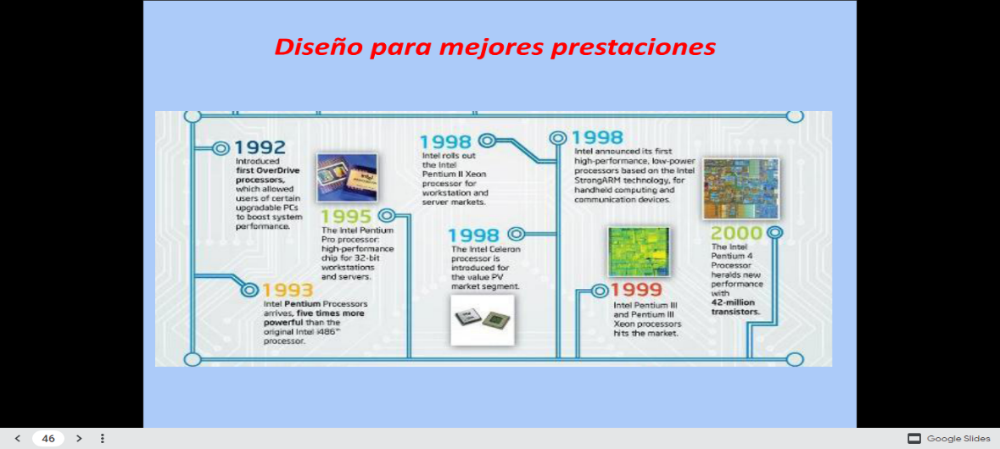 Diseño para mejores prestaciones
1992
Introduced
first OverDrive
processors,
which allowed
users of certain
upgradable PCs
to boost system
performance.
1993
Intel Pentium Processors
arrives, five times more
powerful than the
original Intel i486™
processor.
1995
The Intel Pentium
Pro processor:
high-performance
chip for 32-bit
workstations
and servers.
1998
Intel rolls out
the Intel
Pentium II Xeon
processor for
workstation and
server markets.
1998
The Intel Celeron
processor is
introduced for
the value PV
market segment.
1998
Intel announced its first
high-performance, low-power
processors based on the Intel
StrongARM technology, for
handheld computing and
communication devices.
1999
Intel Pentium III
and Pentium III
Xeon processors
hits the market.
2000
The Intel
Pentium 4
Processor
heralds new
performance
with
42-million
transistors.
46
Google Slides